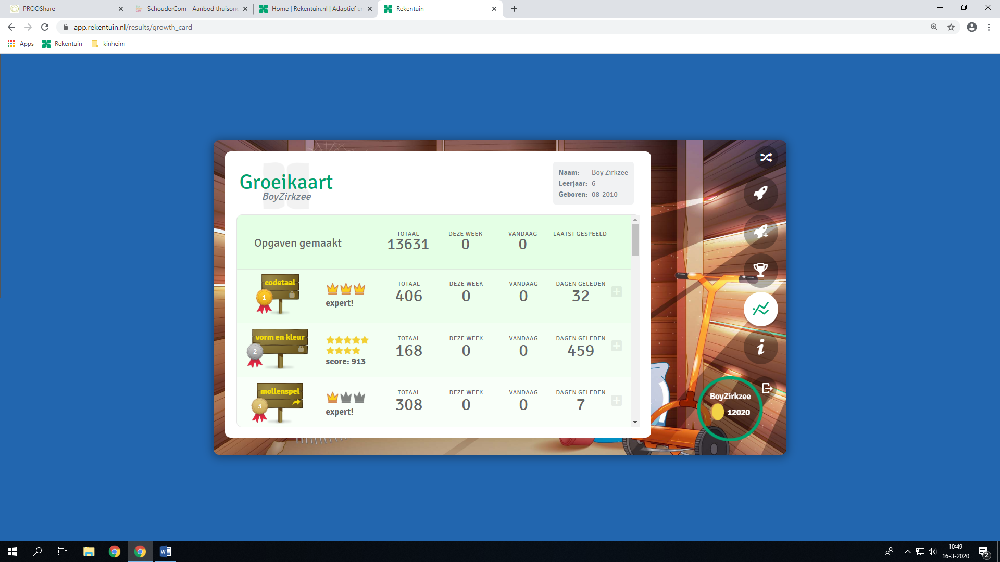 PROOShare
SchouderCom - Aanbod thuisond
Home | Rekentuin.nl | Adaptief er
Rekentuin
app.rekentuin.nl/results/growth_card
Apps
Rekentuin
kinheim
Groeikaart
BoyZirkzee
Naam: Boy Zirkzee
Leerjaar: 6
Geboren: 08-2010
Opgaven gemaakt
TOTAAL
13631
DEZE WEEK
0
VANDAAG
0
LAATST GESPEELD
codetaal
1
expert!
TOTAAL
406
DEZE WEEK
0
VANDAAG
0
DAGEN GELEDEN
32
vorm en kleur
2
score: 913
TOTAAL
168
DEZE WEEK
0
VANDAAG
0
DAGEN GELEDEN
459
mollenspel
3
expert!
TOTAAL
308
DEZE WEEK
0
VANDAAG
0
DAGEN GELEDEN
7
BoyZirkzee
12020
10:49
16-3-2020
2